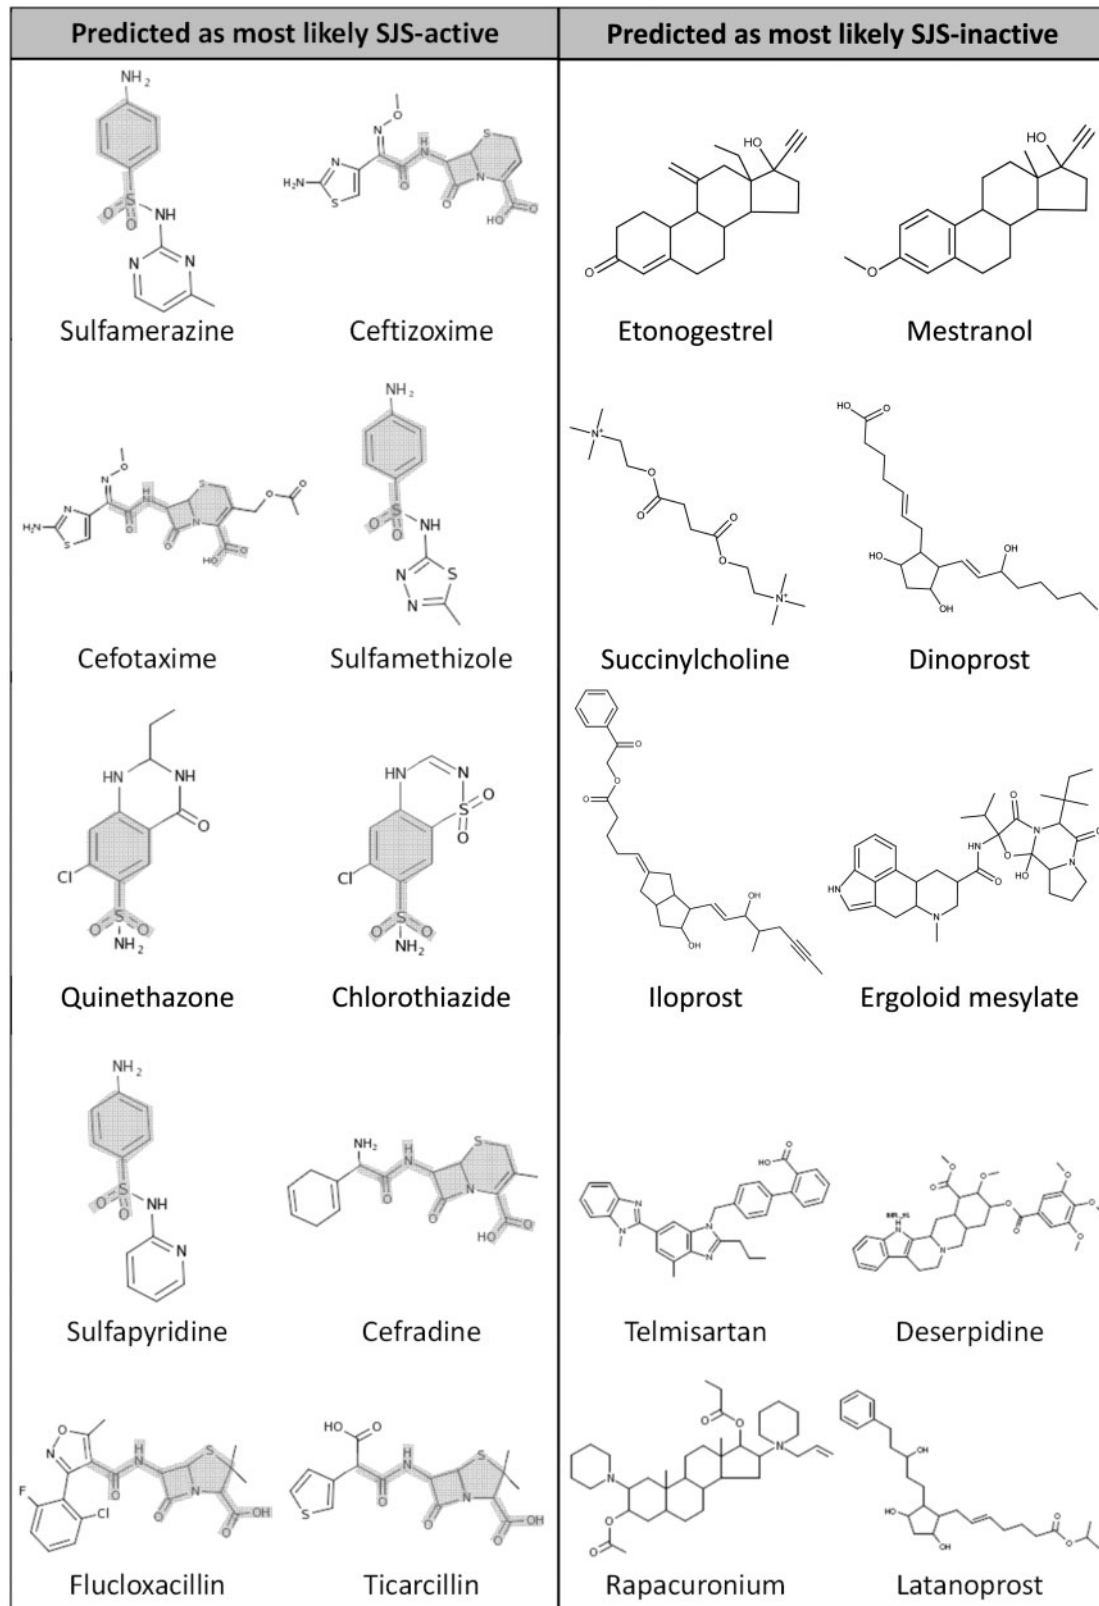 Predicted as most likely SJS-active
Predicted as most likely SJS-inactive
Sulfamerazine
Ceftizoxime
Etonogestrel
Mestranol
Cefotaxime
Sulfamethizole
Succinylcholine
Dinoprost
Quinethazone
Chlorothiazide
Iloprost
Ergoloid mesylate
Sulfapyridine
Cefradine
Telmisartan
Deserpidine
Flucloxacillin
Ticarcillin
Rapacuronium
Latanoprost